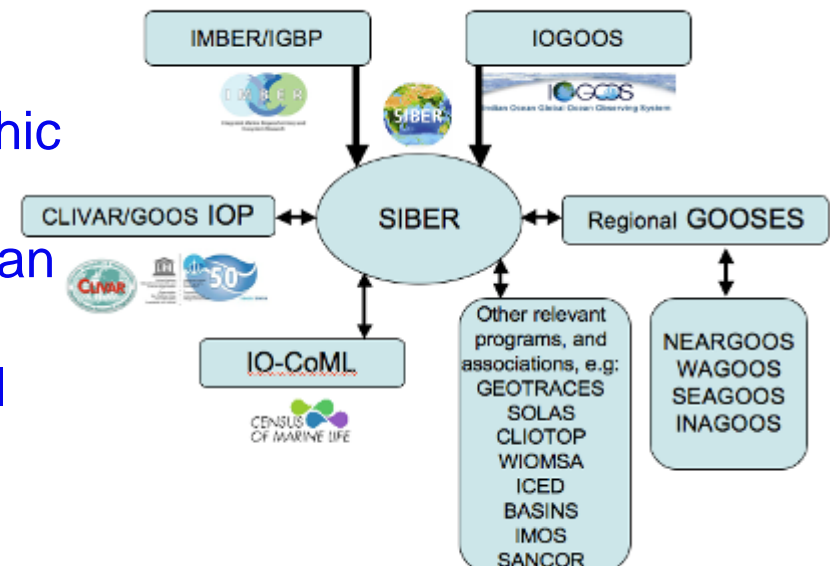 IMBER/IGBP
IOGOOS
IMBER
SIBER
IOGOOS
Indian Ocean Global Ocean Observing System
hic
CLIVAR/GOOS IOP
SIBER
Regional GOOSES
an
CLIVAR
50
IO-CoML
CENSUS
OF MARINE LIFE
Other relevant
programs, and
associations, e.g:
GEOTRACES
SOLAS
CLIOTOP
WIOMSA
ICED
BASINS
IMOS
SANCOR
NEARGOOS
WAGOOS
SEAGOOS
INAGOOS